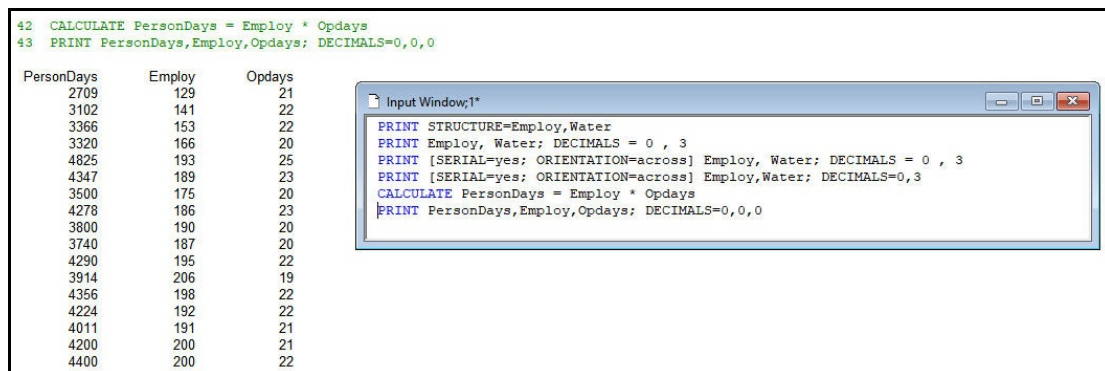 42 CALCULATE PersonDays = Employ * Opdays
43 PRINT PersonDays,Employ,Opdays; DECIMALS=0,0,0
PersonDays Employ Opdays
2709 129 21
3102 141 22
3366 153 22
3320 166 20
4825 193 25
4347 189 23
3500 175 20
4278 186 23
3800 190 20
3740 187 20
4290 195 22
3914 206 19
4356 198 22
4224 192 22
4011 191 21
4200 200 21
4400 200 22
Input Window;1*
PRINT STRUCTURE=Employ,Water
PRINT Employ, Water; DECIMALS = 0 , 3
PRINT [SERIAL=yes; ORIENTATION=across] Employ, Water; DECIMALS = 0 , 3
PRINT [SERIAL=yes; ORIENTATION=across] Employ,Water; DECIMALS=0,3
CALCULATE PersonDays = Employ * Opdays
PRINT PersonDays,Employ,Opdays; DECIMALS=0,0,0